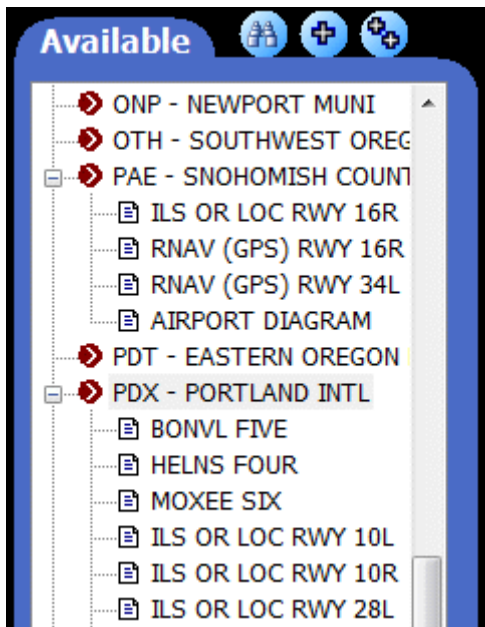 Available
ONP - NEWPORT MUNI
OTH - SOUTHWEST OREG
PAE - SNOHOMISH COUNT
ILS OR LOC RWY 16R
RNAV (GPS) RWY 16R
RNAV (GPS) RWY 34L
AIRPORT DIAGRAM
PDT - EASTERN OREGON
PDX - PORTLAND INTL
BONVL FIVE
HELNS FOUR
MOXEE SIX
ILS OR LOC RWY 10L
ILS OR LOC RWY 10R
ILS OR LOC RWY 28L